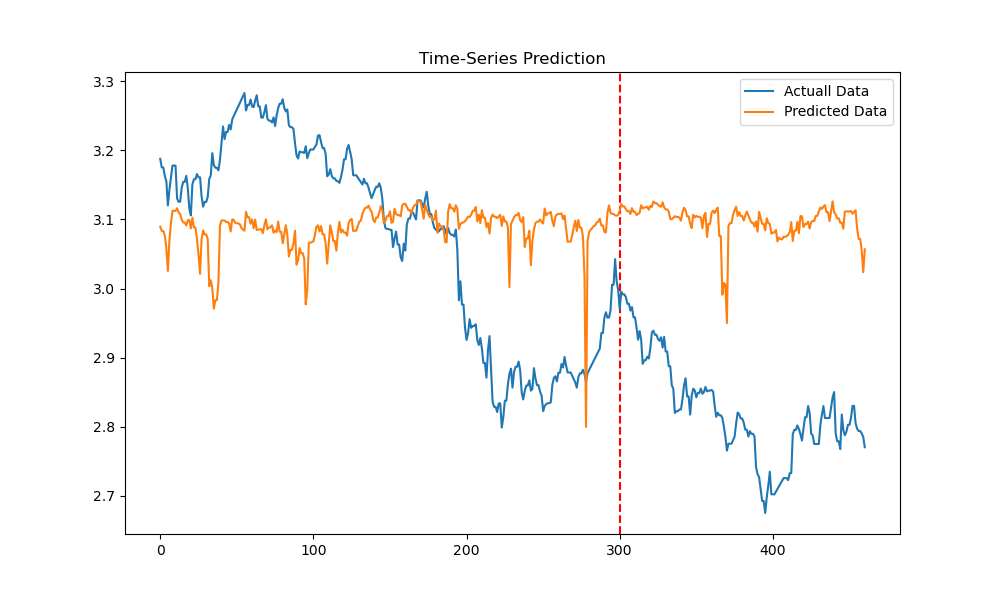 Time-Series Prediction
Actuall Data
Predicted Data
3.3
3.2
3.1
3.0
2.9
2.8
2.7
0 100 200 300 400